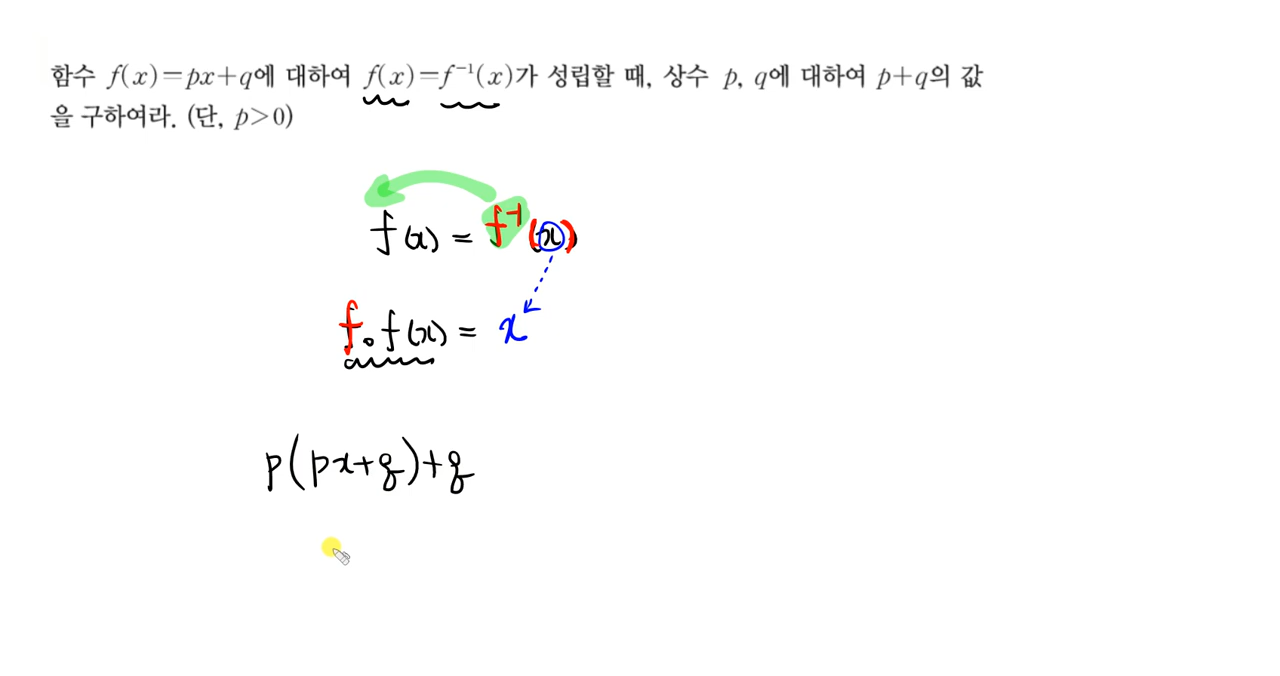 함수 f(x)=px+q에 대하여 f(x)=f⁻¹(x)가 성립할 때, 상수 p, q에 대하여 p+q의 값
을 구하여라. (단, p>0)
f(x) = f⁻¹(x)
f∘f(x) = x
p(px+q)+q